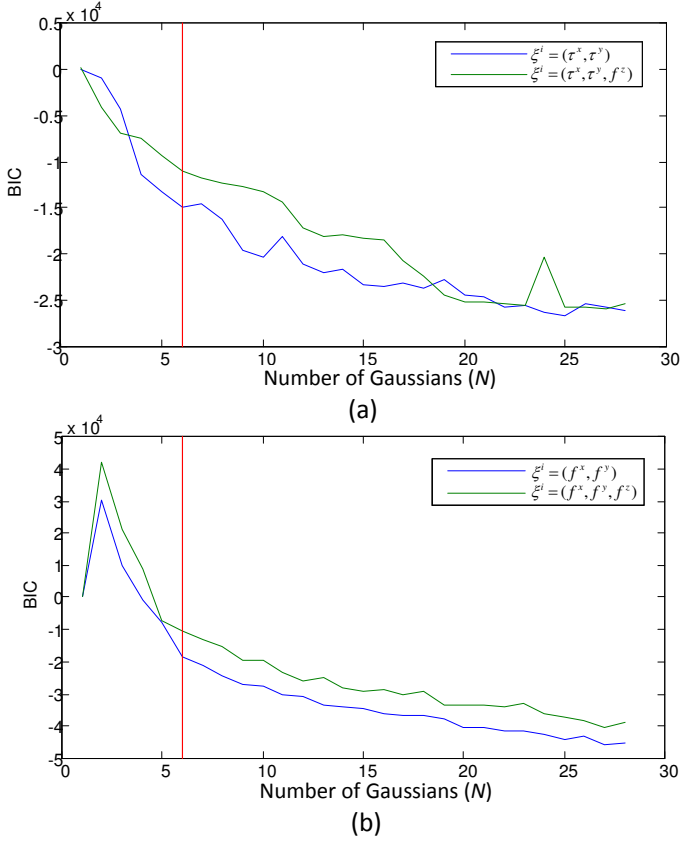 x 10^4
0.5
0
-0.5
-1
-1.5
-2
-2.5
-3
BIC
ξ^i = (τ^x, τ^y)
ξ^i = (τ^x, τ^y, f^z)
0 5 10 15 20 25 30
Number of Gaussians (N)
(a)
x 10^4
5
4
3
2
1
0
-1
-2
-3
-4
-5
BIC
ξ^i = (f^x, f^y)
ξ^i = (f^x, f^y, f^z)
0 5 10 15 20 25 30
Number of Gaussians (N)
(b)